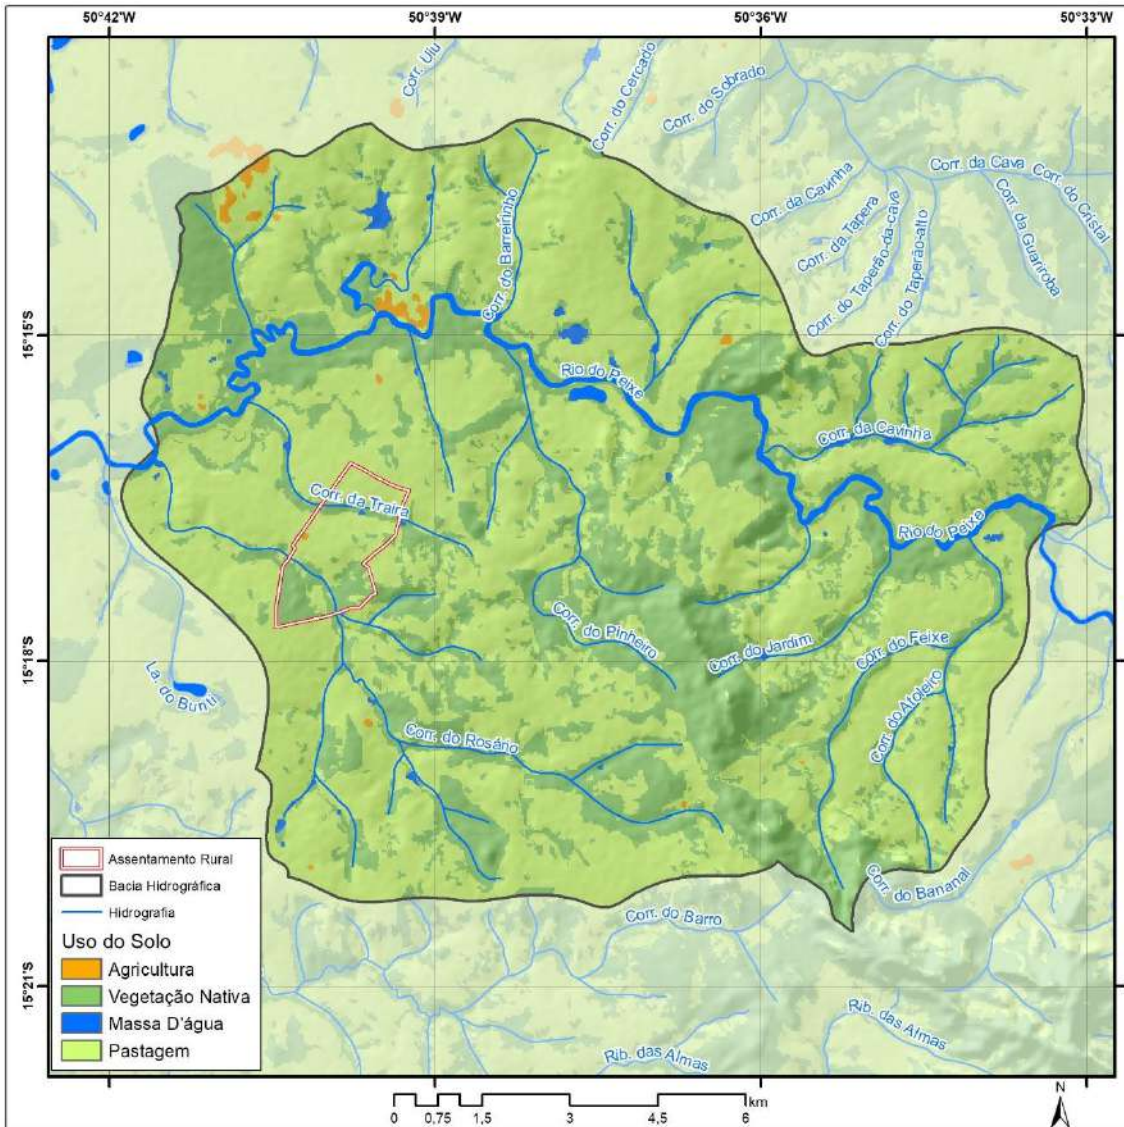 50°42'W
50°39'W
50°36'W
50°33'W
Corr. Uiu
Corr. do Cercado
Corr. do Sobrado
Corr. da Cavinha
Corr. da Cava
Corr. do Cristal
Corr. da Tapera
Corr. do Taperão-da-cava
Corr. do Taperão-alto
Corr. da Guariroba
Corr. do Barreirinho
15°15'S
Rio do Peixe
Corr. da Cavinha
Corr. da Traíra
Rio do Peixe
Corr. do Pinheiro
Corr. do Jardim
Corr. do Feixe
15°18'S
La. do Buriti
Corr. do Atoleiro
Corr. do Rosário
Corr. do Bananal
Corr. do Barro
15°21'S
Rib. das Almas
Rib. das Almas
Assentamento Rural
Bacia Hidrográfica
Hidrografia
Uso do Solo
Agricultura
Vegetação Nativa
Massa D'água
Pastagem
0 0,75 1,5 3 4,5 6 km
N